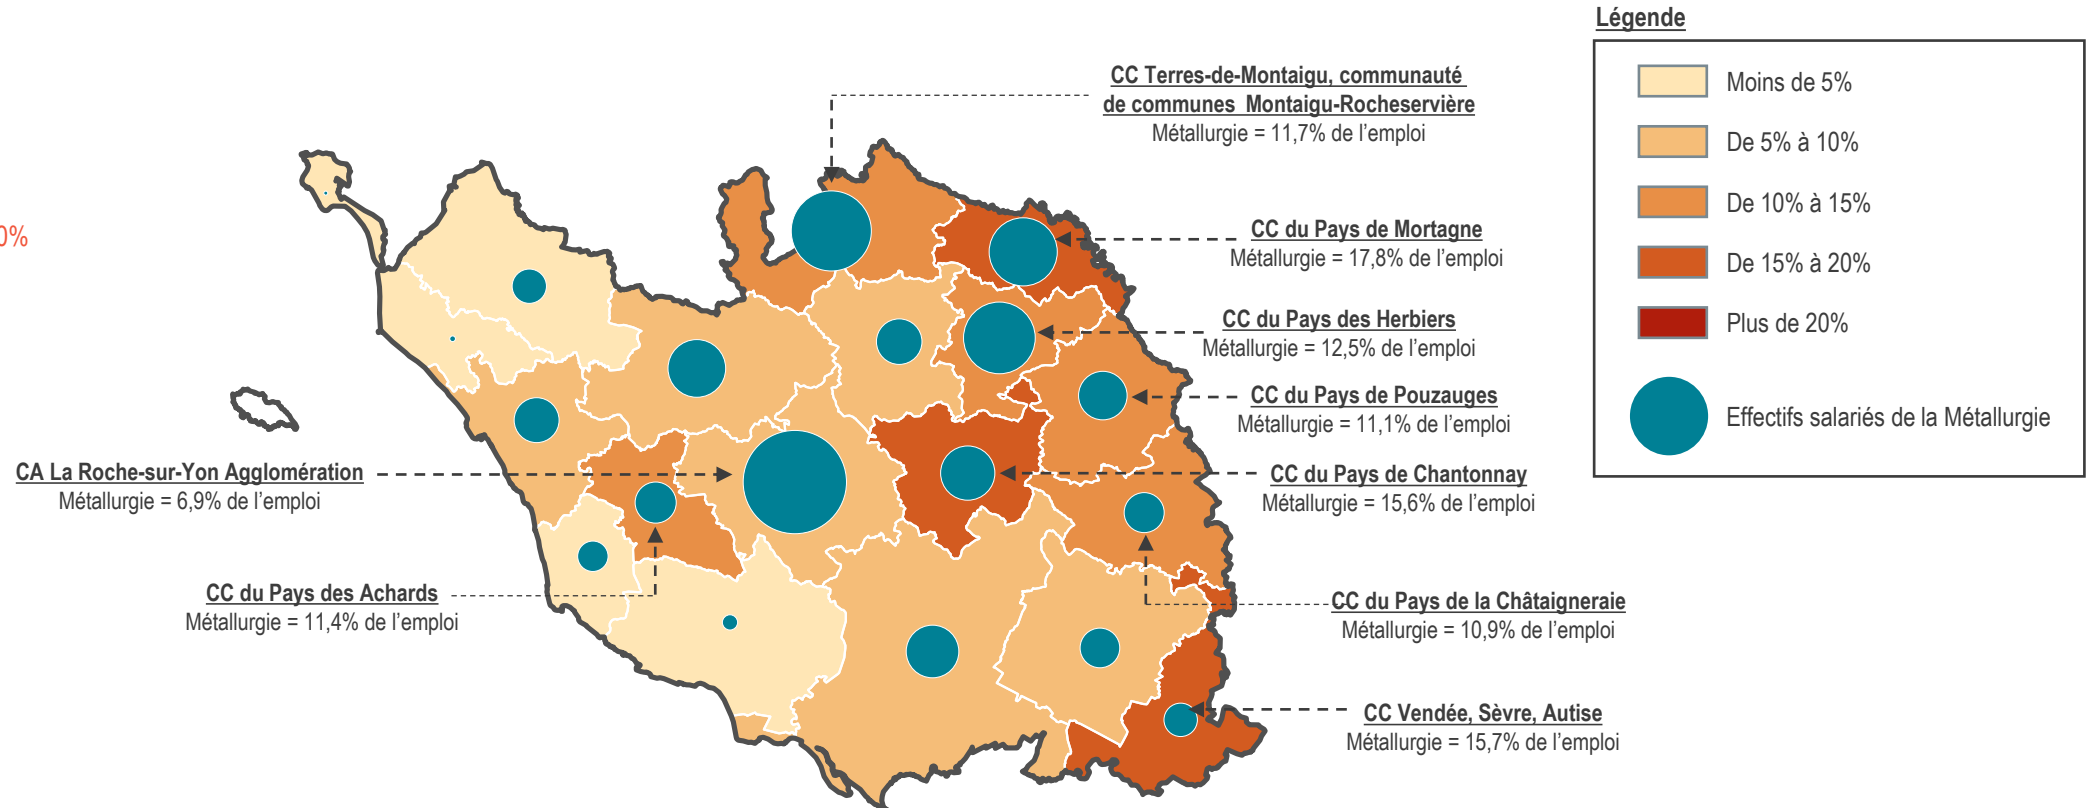 Légende
Moins de 5%
De 5% à 10%
De 10% à 15%
De 15% à 20%
Plus de 20%
Effectifs salariés de la Métallurgie
CC Terres-de-Montaigu, communauté
de communes Montaigu-Rocheservière
Métallurgie = 11,7% de l'emploi
0%
CC du Pays de Mortagne
Métallurgie = 17,8% de l'emploi
CC du Pays des Herbiers
Métallurgie = 12,5% de l'emploi
CC du Pays de Pouzauges
Métallurgie = 11,1% de l'emploi
CA La Roche-sur-Yon Agglomération
Métallurgie = 6,9% de l'emploi
CC du Pays de Chantonnay
Métallurgie = 15,6% de l'emploi
CC du Pays des Achards
Métallurgie = 11,4% de l'emploi
CC du Pays de la Châtaigneraie
Métallurgie = 10,9% de l'emploi
CC Vendée, Sèvre, Autise
Métallurgie = 15,7% de l'emploi